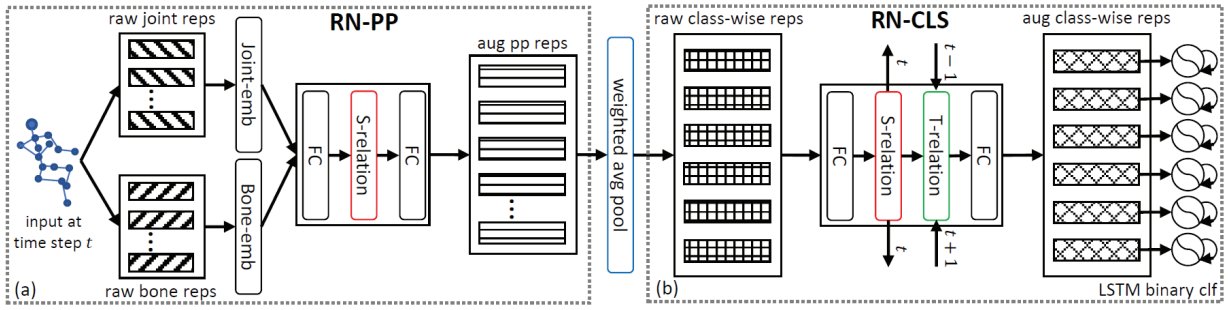 raw joint reps
RN-PP
Joint-emb
aug pp reps
FC
S-relation
FC
input at
time step t
Bone-emb
raw bone reps
(a)
weighted avg pool
raw class-wise reps
RN-CLS
aug class-wise reps
t
t−1
FC
S-relation
T-relation
FC
t
t+1
(b)
LSTM binary clf